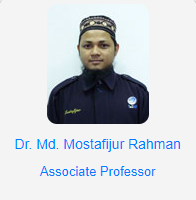 Dr. Md. Mostafijur Rahman
Associate Professor